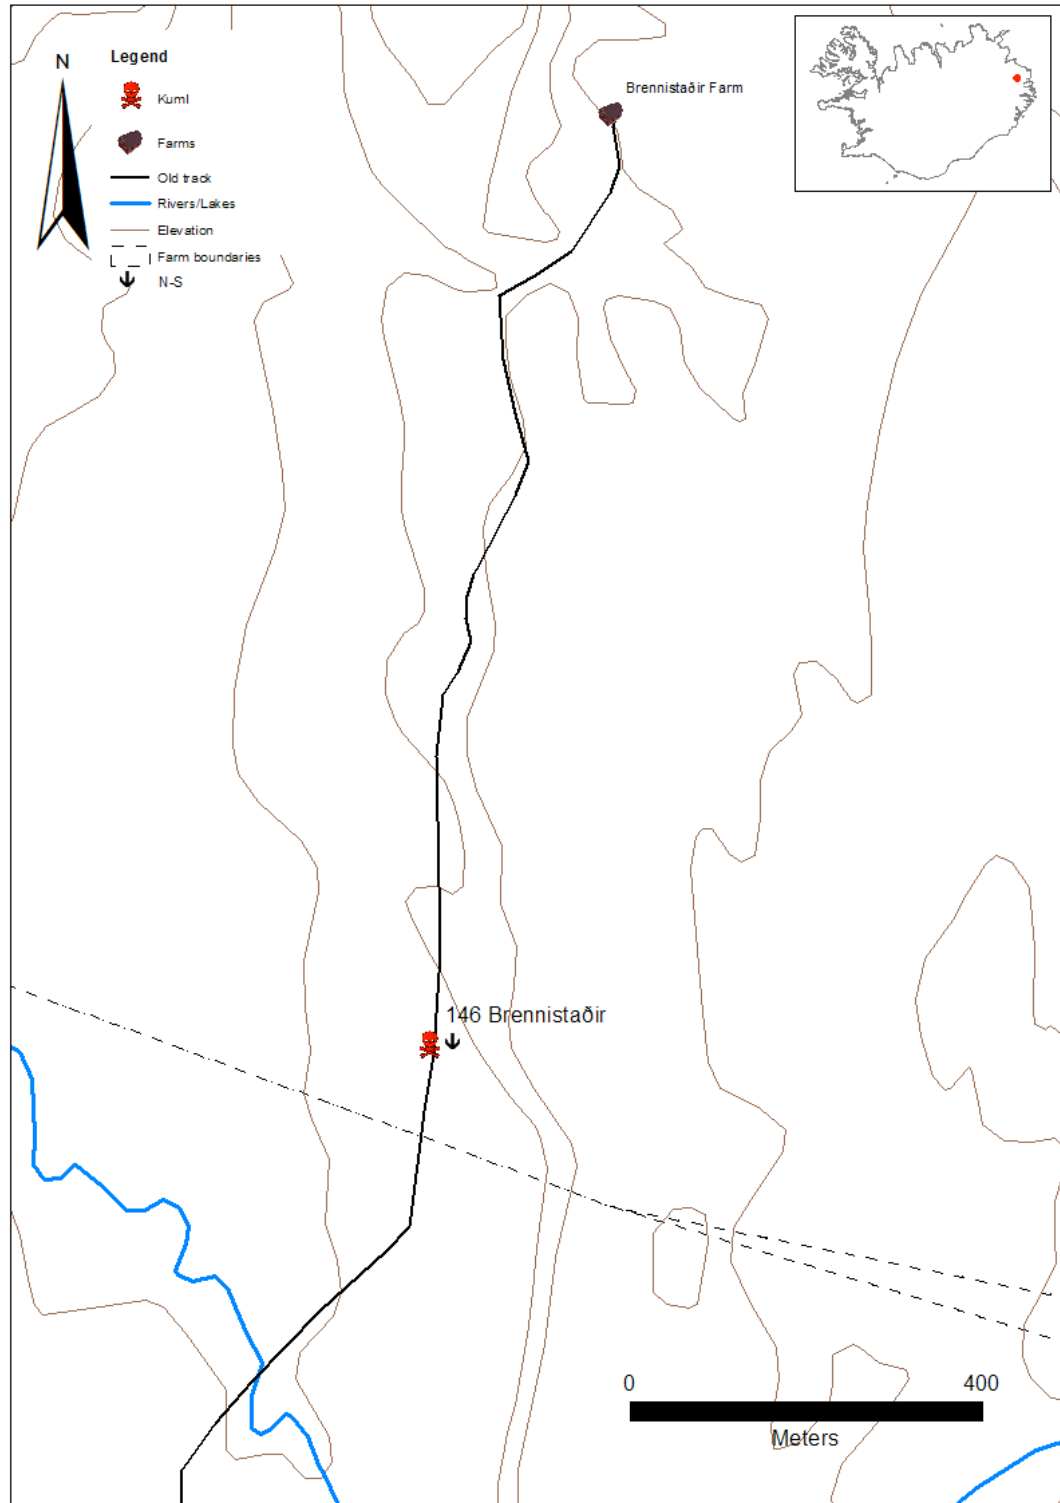 N
Legend
Kuml
Farms
Old track
Rivers/Lakes
Elevation
Farm boundaries
N-S
Brennistaðir Farm
146 Brennistaðir
0 400
Meters